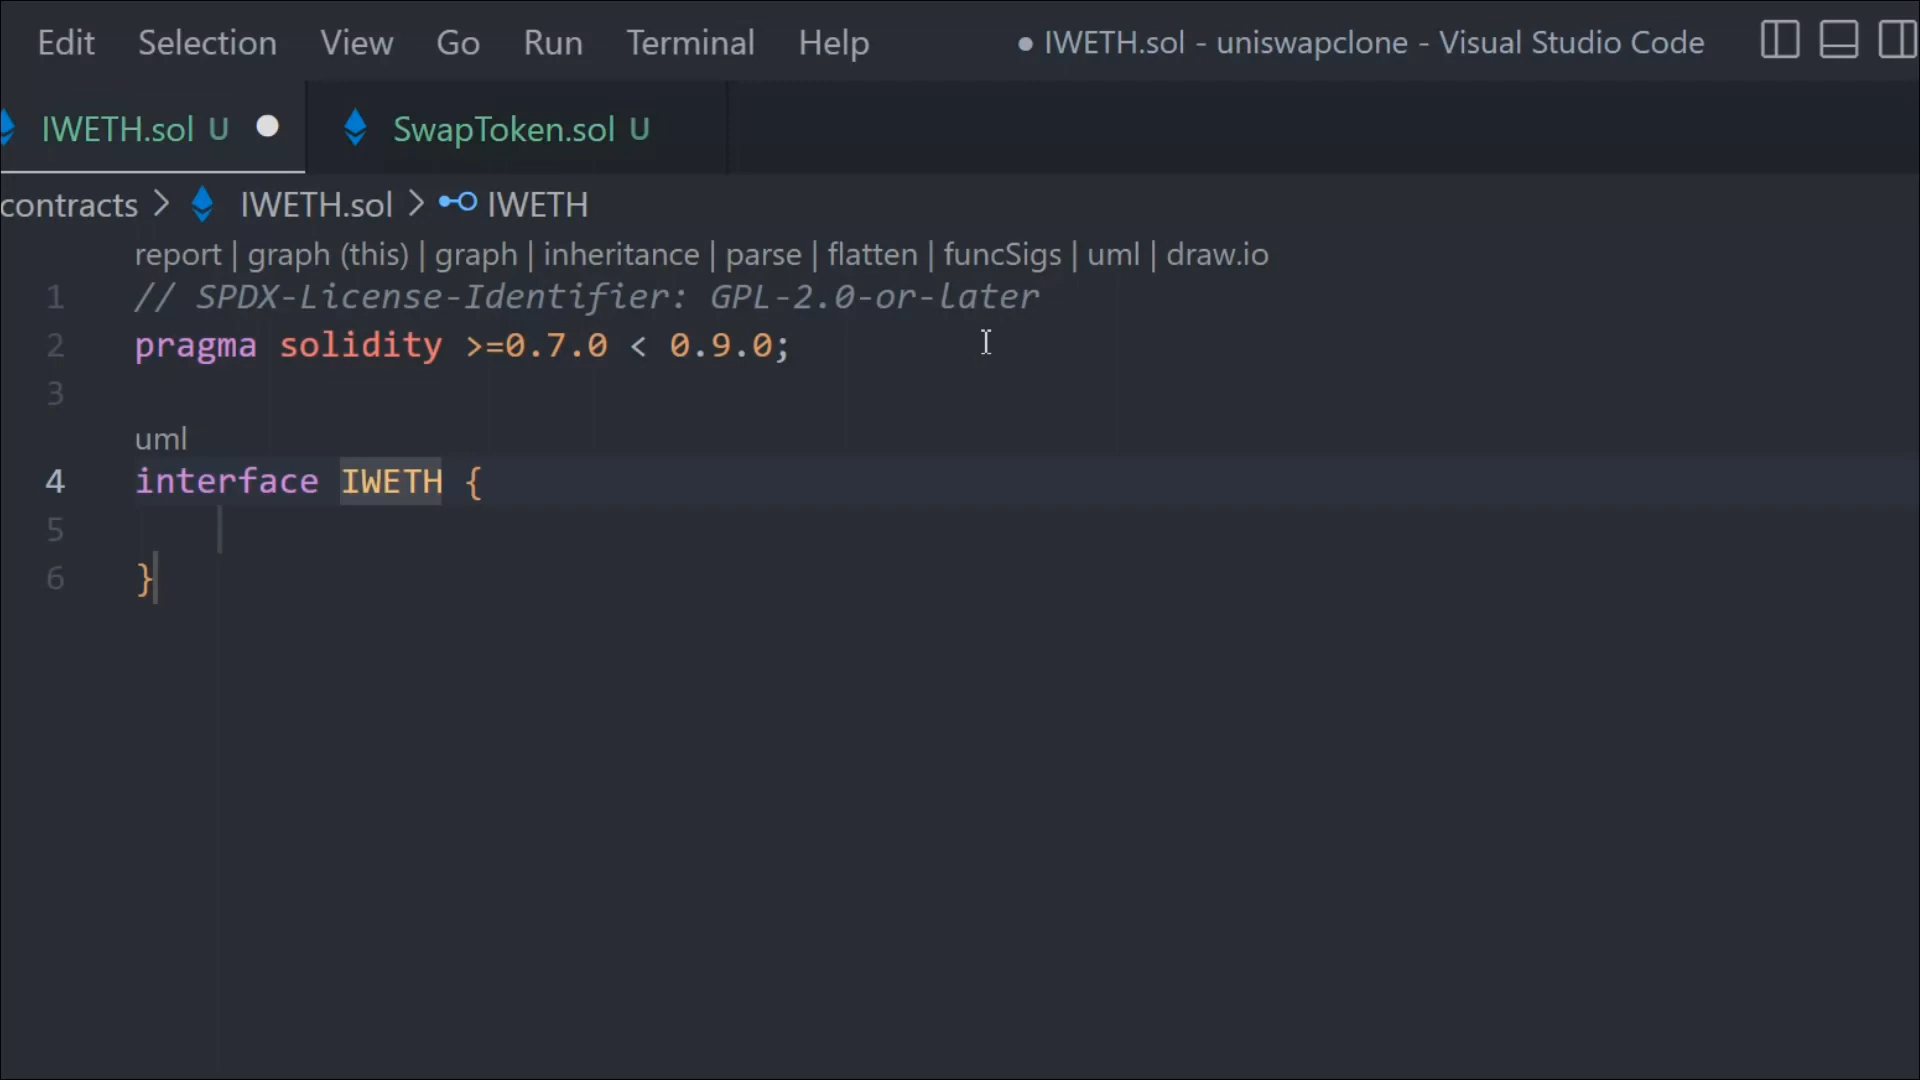 Edit Selection View Go Run Terminal Help ● IWETH.sol - uniswapclone - Visual Studio Code
IWETH.sol U SwapToken.sol U
contracts > IWETH.sol > IWETH
report | graph (this) | graph | inheritance | parse | flatten | funcSigs | uml | draw.io
1 // SPDX-License-Identifier: GPL-2.0-or-later
2 pragma solidity >=0.7.0 < 0.9.0;
3
uml
4 interface IWETH {
5
6 }